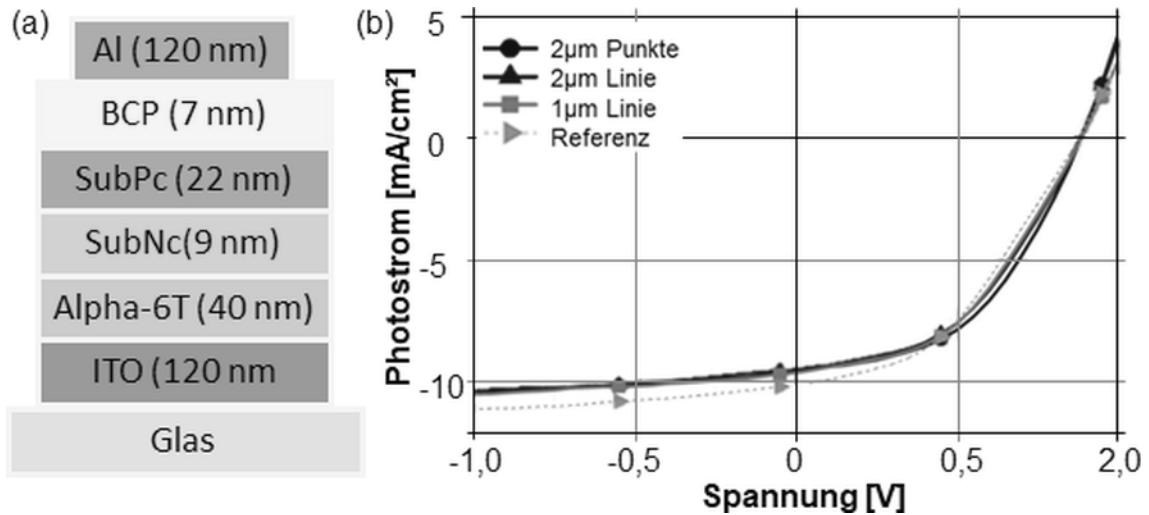 (a)
Al (120 nm)
BCP (7 nm)
SubPc (22 nm)
SubNc(9 nm)
Alpha-6T (40 nm)
ITO (120 nm
Glas
(b)
Photostrom [mA/cm²]
5
0
-5
-10
2µm Punkte
2µm Linie
1µm Linie
Referenz
-1,0 -0,5 0 0,5 2,0
Spannung [V]